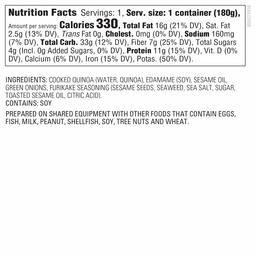 Nutrition Facts Servings: 1, Serv. size: 1 container (180g),
Amount per serving: Calories 330, Total Fat 16g (21% DV), Sat. Fat
2.5g (13% DV), Trans Fat 0g, Cholest. 0mg (0% DV), Sodium 160mg
(7% DV), Total Carb. 33g (12% DV), Fiber 7g (25% DV), Total Sugars
4g (Incl. 0g Added Sugars, 0% DV), Protein 11g (15% DV), Vit. D (0%
DV), Calcium (6% DV), Iron (15% DV), Potas. (50% DV).
INGREDIENTS: COOKED QUINOA (WATER, QUINOA), EDAMAME (SOY), SESAME OIL,
GREEN ONIONS, FURIKAKE SEASONING (SESAME SEEDS, SEAWEED, SEA SALT, SUGAR,
TOASTED SESAME OIL, CITRIC ACID).
CONTAINS: SOY
PREPARED ON SHARED EQUIPMENT WITH OTHER FOODS THAT CONTAIN EGGS,
FISH, MILK, PEANUT, SHELLFISH, SOY, TREE NUTS AND WHEAT.